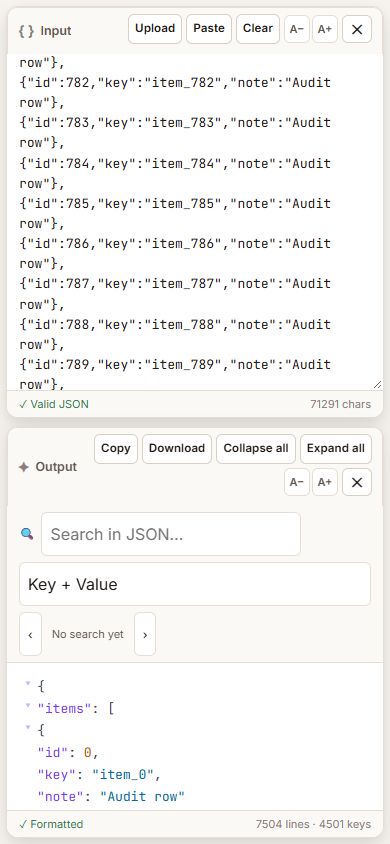 { } Input Upload Paste Clear A− A+ ×
row"},
{"id":782,"key":"item_782","note":"Audit
row"},
{"id":783,"key":"item_783","note":"Audit
row"},
{"id":784,"key":"item_784","note":"Audit
row"},
{"id":785,"key":"item_785","note":"Audit
row"},
{"id":786,"key":"item_786","note":"Audit
row"},
{"id":787,"key":"item_787","note":"Audit
row"},
{"id":788,"key":"item_788","note":"Audit
row"},
{"id":789,"key":"item_789","note":"Audit
row"},
✓ Valid JSON 71291 chars
Output Copy Download Collapse all Expand all
A− A+ ×
Search in JSON...
Key + Value
‹ No search yet ›
{
"items": [
{
"id": 0,
"key": "item_0",
"note": "Audit row"
✓ Formatted 7504 lines · 4501 keys